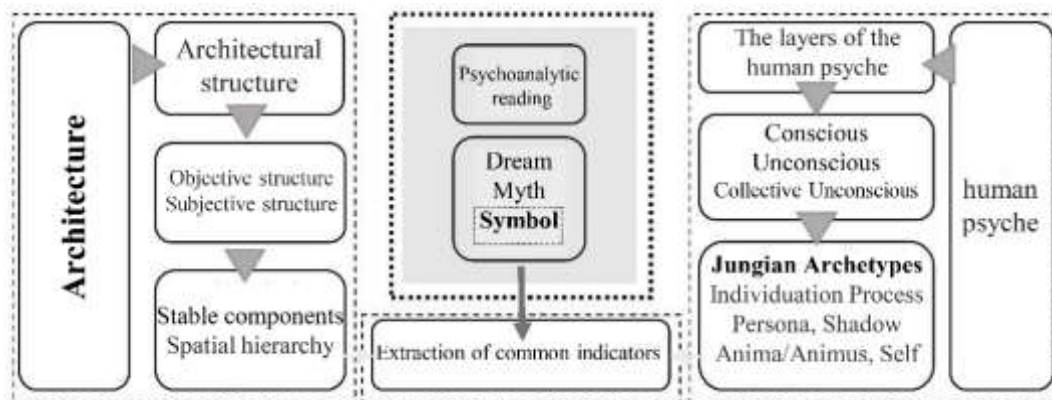 Architecture
Architectural
structure
Objective structure
Subjective structure
Stable components
Spatial hierarchy
Psychoanalytic
reading
Dream
Myth
Symbol
Extraction of common indicators
The layers of the
human psyche
Conscious
Unconscious
Collective Unconscious
Jungian Archetypes
Individuation Process
Persona, Shadow
Anima/Animus, Self
human
psyche